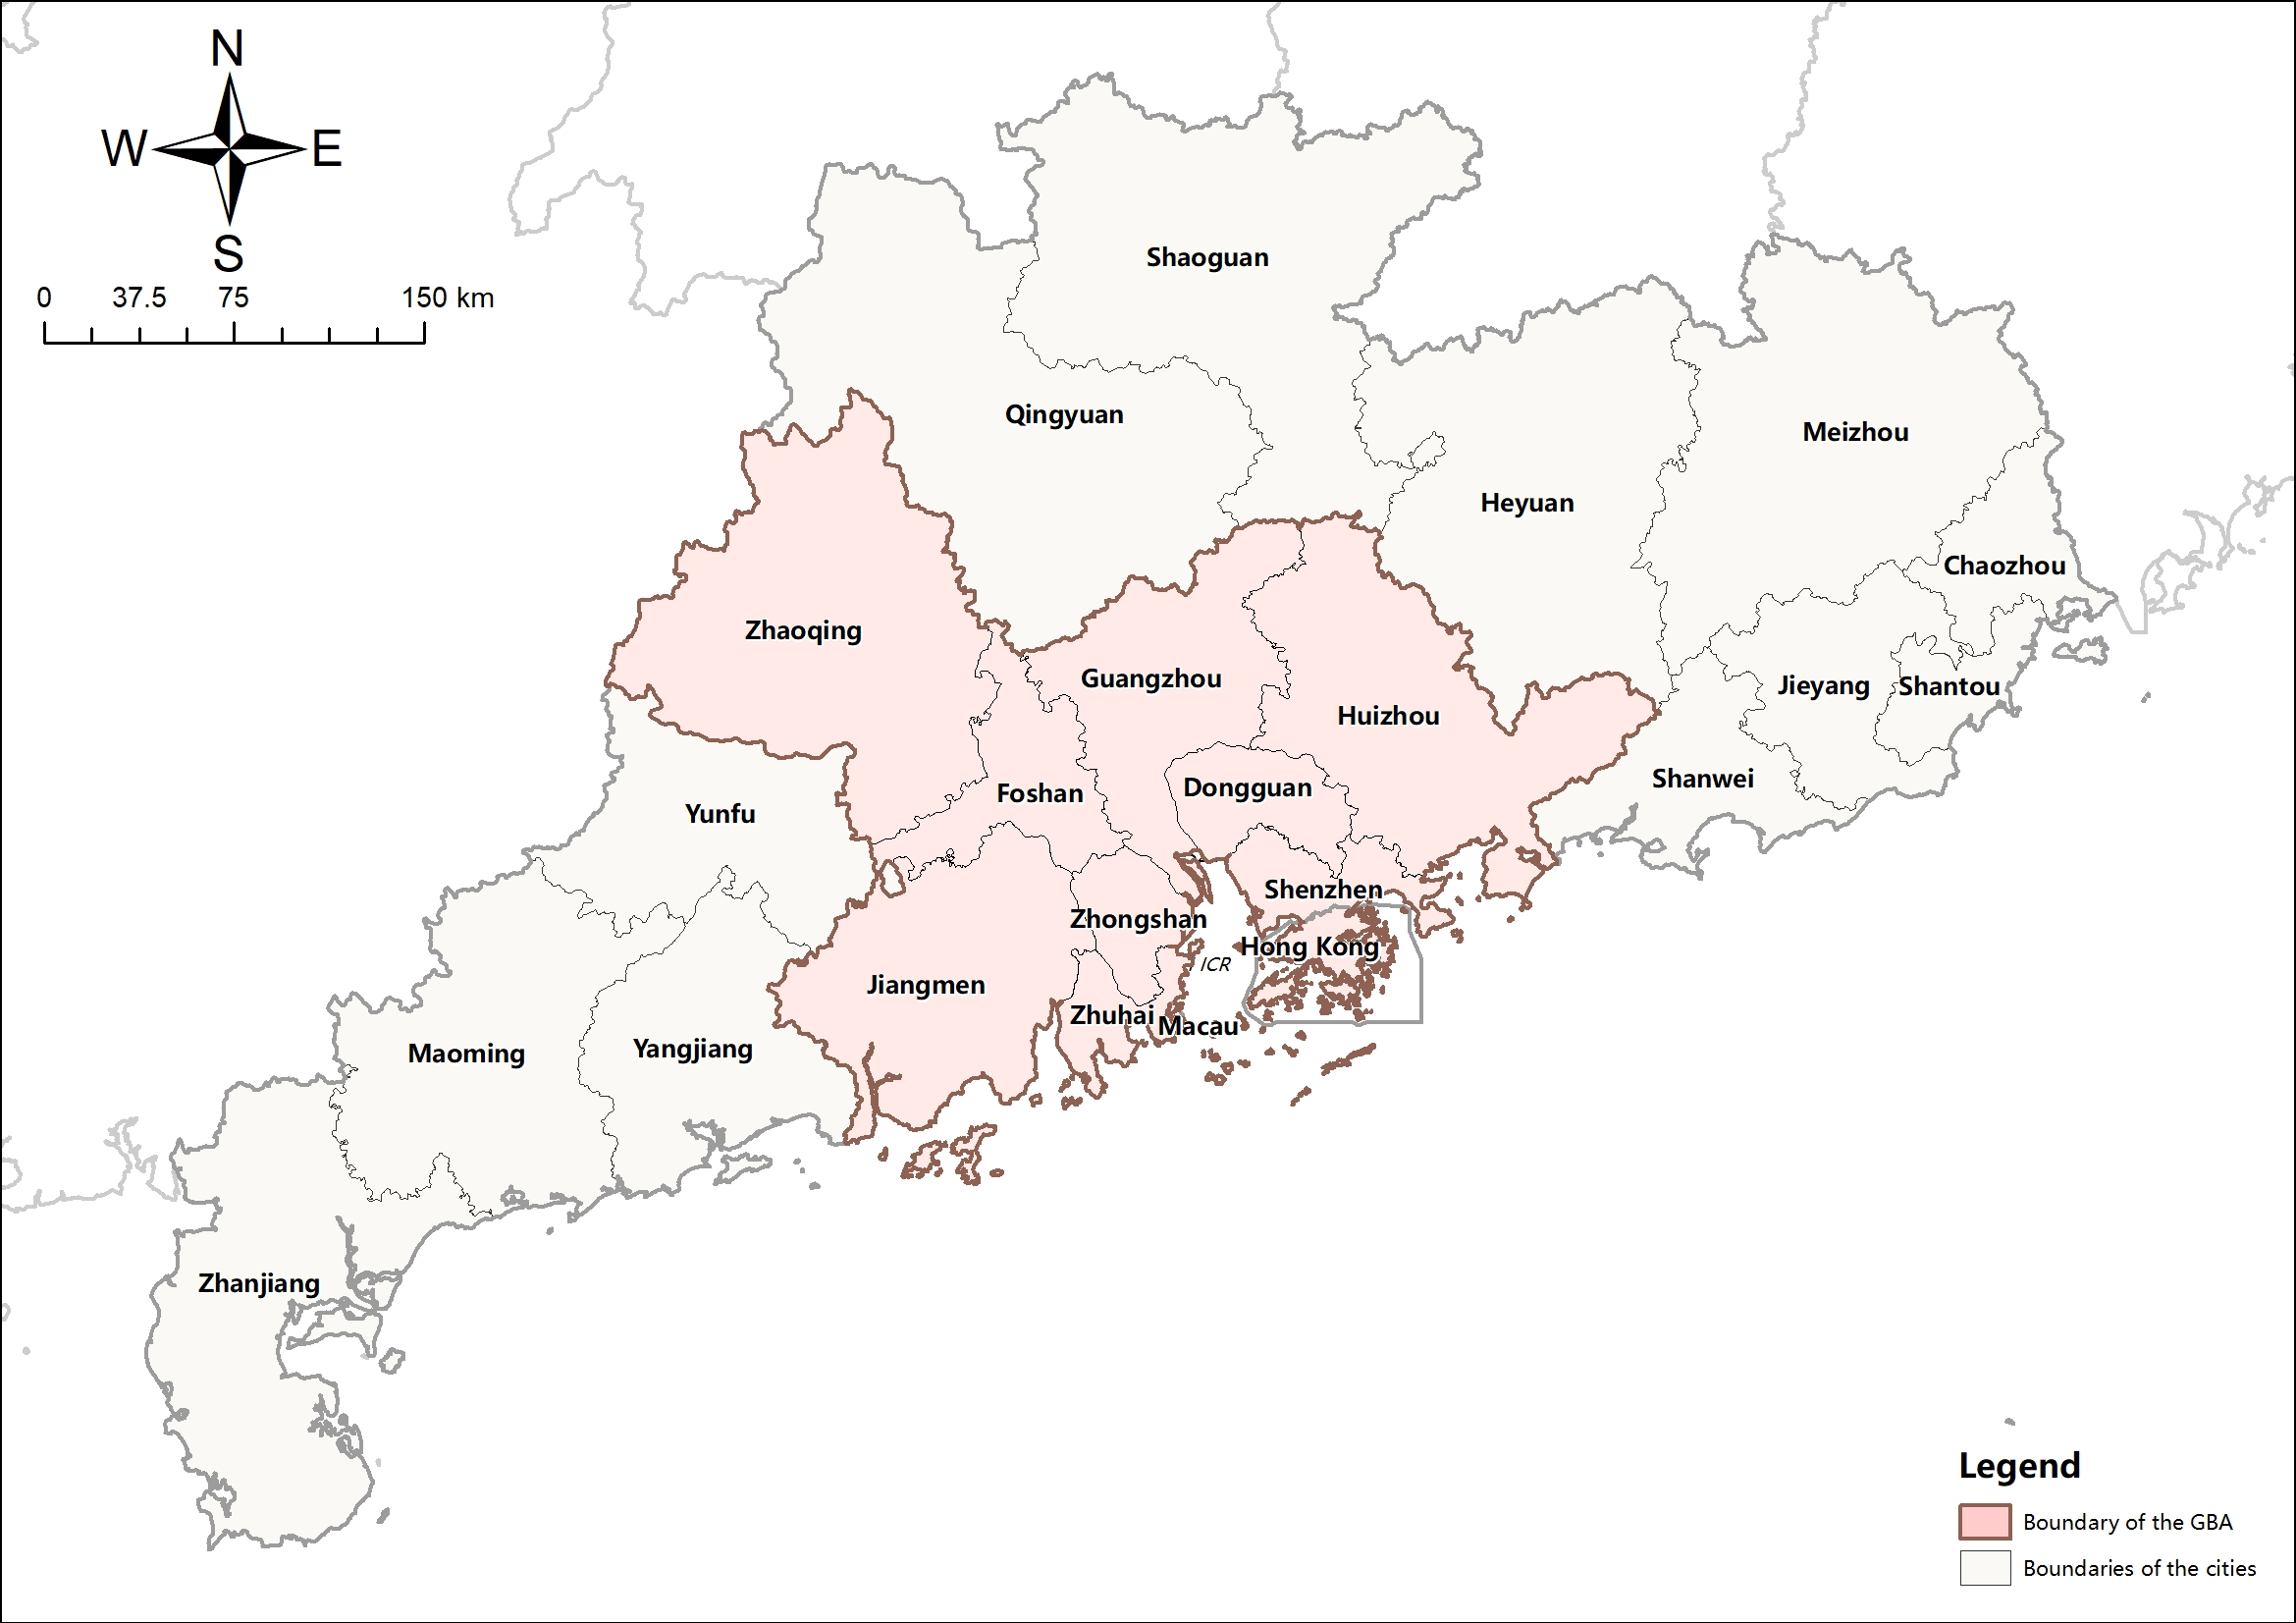 N
W E
S
0 37.5 75 150 km
Shaoguan
Qingyuan
Meizhou
Heyuan
Chaozhou
Zhaoqing
Guangzhou
Jieyang
Shantou
Huizhou
Shanwei
Dongguan
Foshan
Yunfu
Shenzhen
Zhongshan
Hong Kong
ICR
Jiangmen
Zhuhai
Macau
Yangjiang
Maoming
Zhanjiang
Legend
Boundary of the GBA
Boundaries of the cities